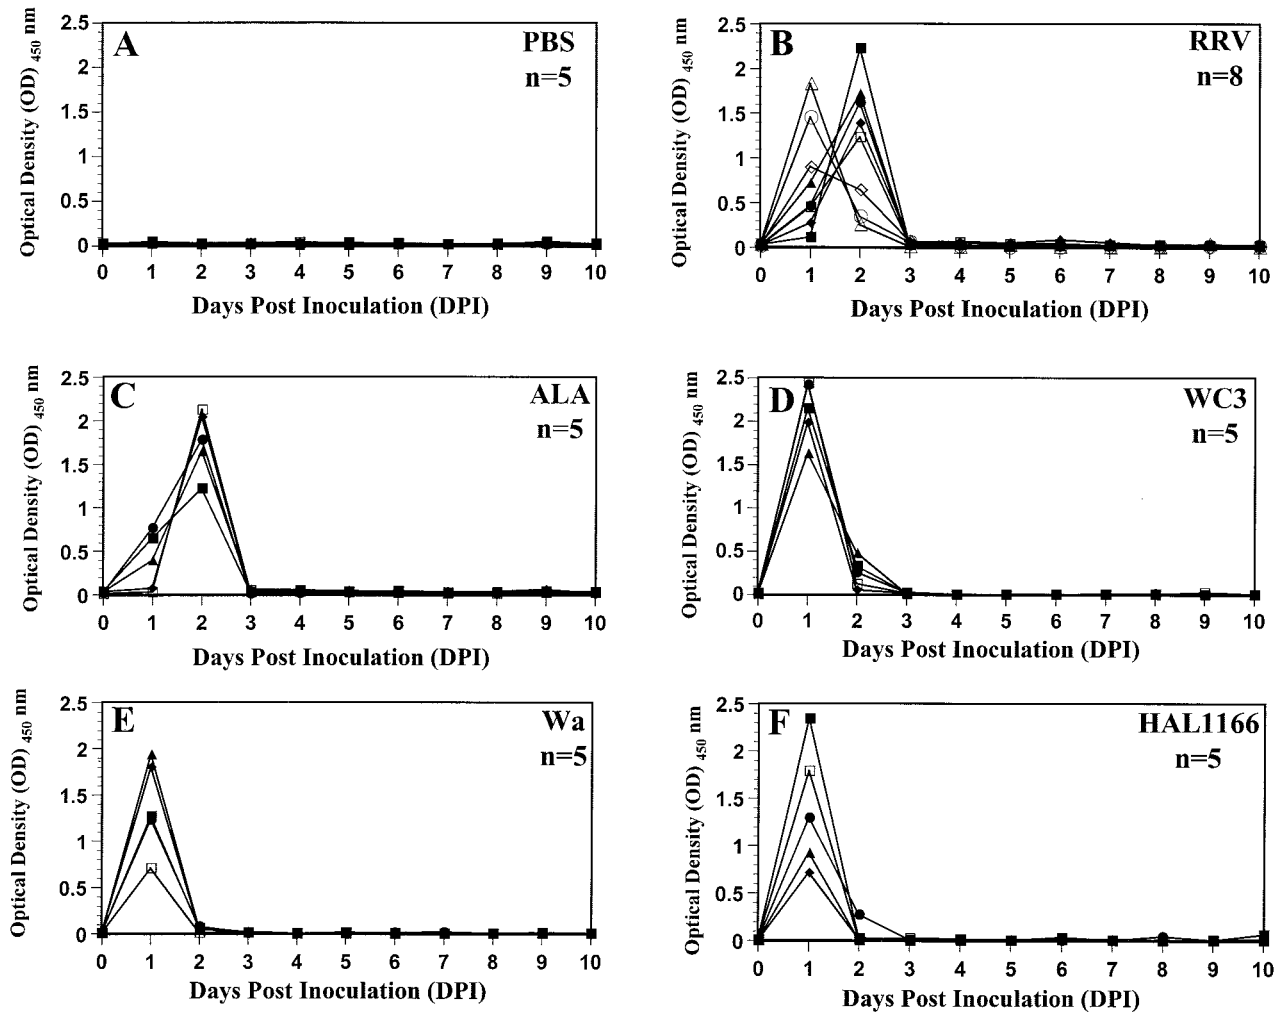 A
PBS
n=5
Optical Density (OD) 450 nm
2.5
2
1.5
1
0.5
0
0 1 2 3 4 5 6 7 8 9 10
Days Post Inoculation (DPI)
B
RRV
n=8
Optical Density (OD) 450 nm
2.5
2
1.5
1
0.5
0
0 1 2 3 4 5 6 7 8 9 10
Days Post Inoculation (DPI)
C
ALA
n=5
Optical Density (OD) 450 nm
2.5
2
1.5
1
0.5
0
0 1 2 3 4 5 6 7 8 9 10
Days Post Inoculation (DPI)
D
WC3
n=5
Optical Density (OD) 450 nm
2.5
2
1.5
1
0.5
0
0 1 2 3 4 5 6 7 8 9 10
Days Post Inoculation (DPI)
E
Wa
n=5
Optical Density (OD) 450 nm
2.5
2
1.5
1
0.5
0
0 1 2 3 4 5 6 7 8 9 10
Days Post Inoculation (DPI)
F
HAL1166
n=5
Optical Density (OD) 450 nm
2.5
2
1.5
1
0.5
0
0 1 2 3 4 5 6 7 8 9 10
Days Post Inoculation (DPI)